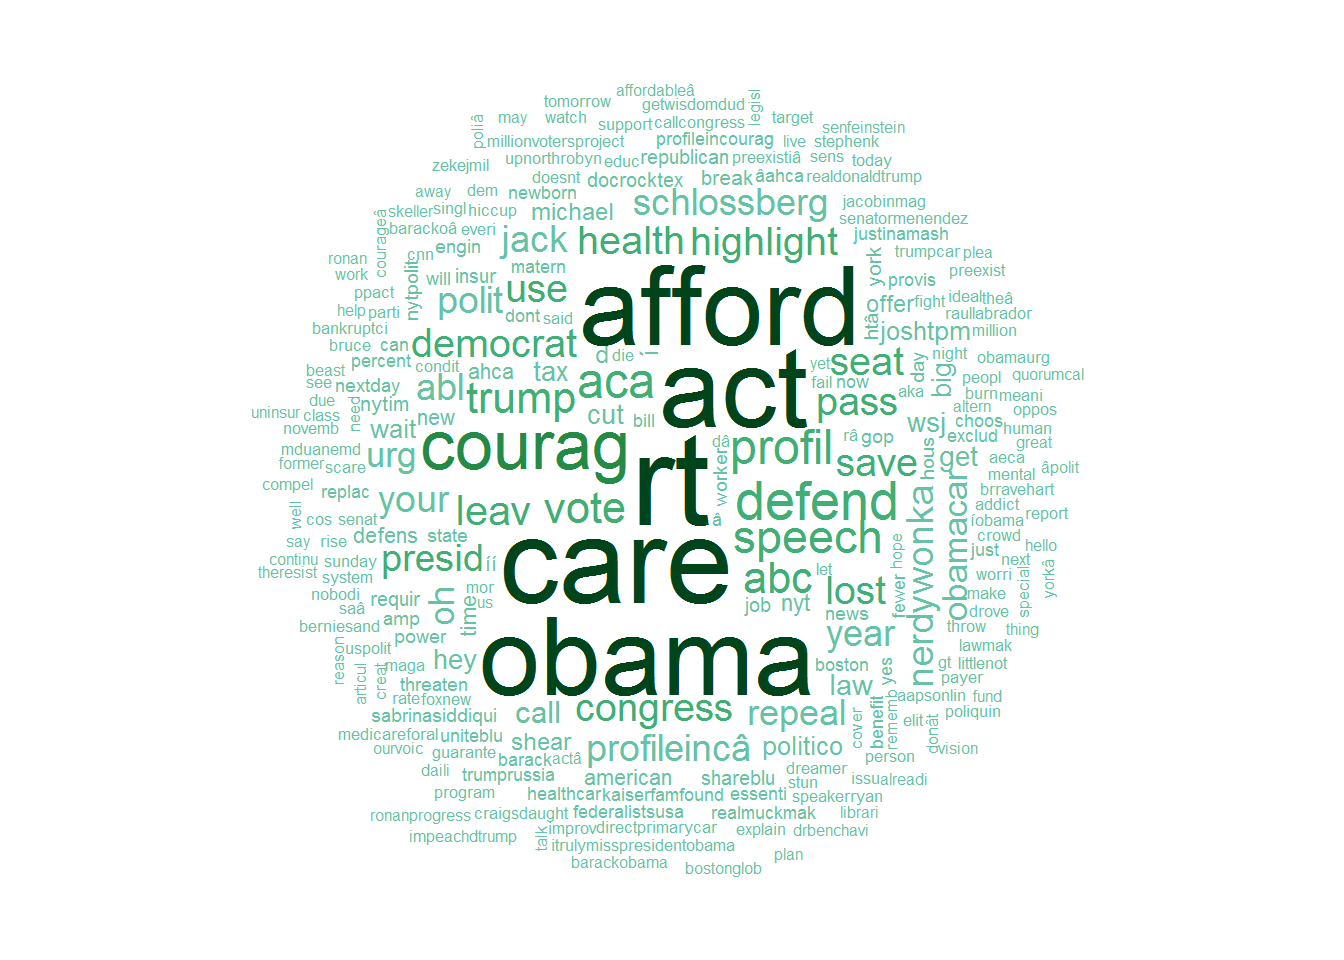 affordableâ
tomorrow
getwisdomdud
legisl
poliâ
may
watch
support
callcongress
target
senfeinstein
millionvotersproject
profileincourag
live
stephenk
zekejmil
upnorthrobyn
educ
republican
preexistiâ
sens
today
doesnt
docrocktex
break
âahca
realdonaldtrump
away
dem
newborn
skeller
singl
hiccup
michael
schlossberg
jacobinmag
senatormenendez
barackoâ
everi
courageâ
cnn
engin
jack
health
highlight
york
justinamash
ronan
work
nytpolit
will
insur
matern
trumpcar
plea
provis
preexist
ppact
help
parti
polit
use
afford
htâo
offer
fight
ideal
theâ
raullabrador
bankruptci
dont
said
bruce
can
democrat
d
die
i
joshtpm
million
percent
condit
ahca
tax
act
yet
seat
day
night
obamaurg
beast
see
nextday
abl
trump
aca
fail
now
aka
big
peopl
quorumcal
due
class
need
nytim
new
cut
bill
pass
burn
meani
altern
oppos
uninsur
novemb
wait
courag
rt
dâ
profil
râ
gop
wsj
choos
human
exclud
great
mduanemd
former
scare
urg
worker
save
hous
get
aeca
mental
âpolit
compel
replac
your
leav
vote
â
defend
nerdywonka
obamacar
brravehart
addict
well
cos
senat
íobama
report
say
rise
defens
state
speech
crowd
continu
sunday
presid
íí
care
just
hello
theresist
system
abc
let
hope
next
worri
nobodi
requir
oh
mor
lost
fewer
special
yorkâ
saâ
amp
time
us
job
nyt
news
make
drove
berniesand
power
obama
year
throw
thing
reason
uspolit
maga
hey
boston
yes
lawmak
articul
creat
threaten
law
gt
littlenot
payer
rate
foxnew
benefit
rememb
aapsonlin
fund
sabrinasiddiqui
call
congress
repeal
cover
elit
donât
poliquin
medicareforal
uniteblu
shear
profileincâ
politico
vision
ourvoic
guarante
barack
actâ
person
daili
trumprussia
american
shareblu
dreamer
stun
issu
alreadi
program
healthcar
kaiserfamfound
essenti
speakerryan
ronanprogress
craigsdaught
federalistsusa
realmuckmak
librari
impeachdtrump
talk
improv
directprimarycar
explain
drbenchavi
itrulymisspresidentobama
plan
barackobama
bostonglob